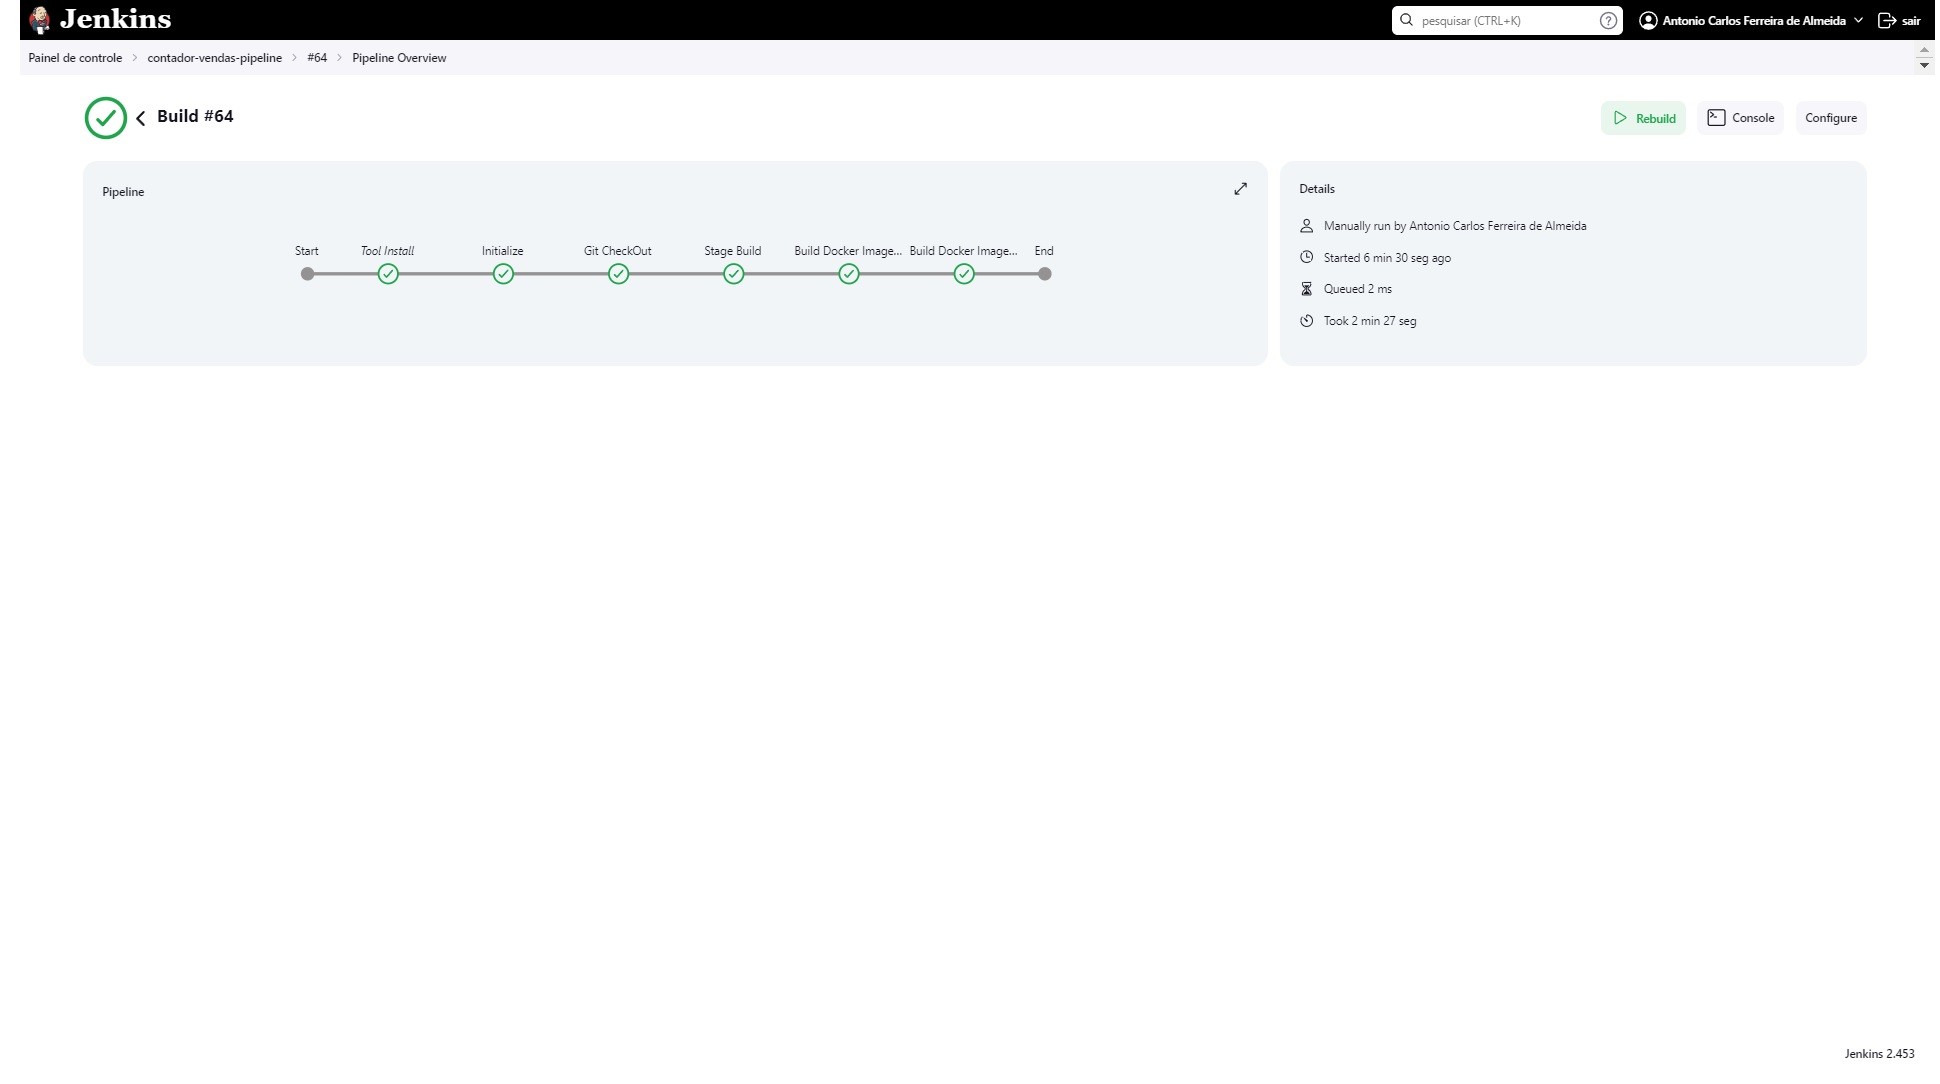 Jenkins
pesquisar (CTRL+K)
Antonio Carlos Ferreira de Almeida
sair
Painel de controle > contador-vendas-pipeline > #64 > Pipeline Overview
Build #64
Rebuild
Console
Configure
Pipeline
Start Tool Install Initialize Git CheckOut Stage Build Build Docker Image... Build Docker Image... End
Details
Manually run by Antonio Carlos Ferreira de Almeida
Started 6 min 30 seg ago
Queued 2 ms
Took 2 min 27 seg
Jenkins 2.453